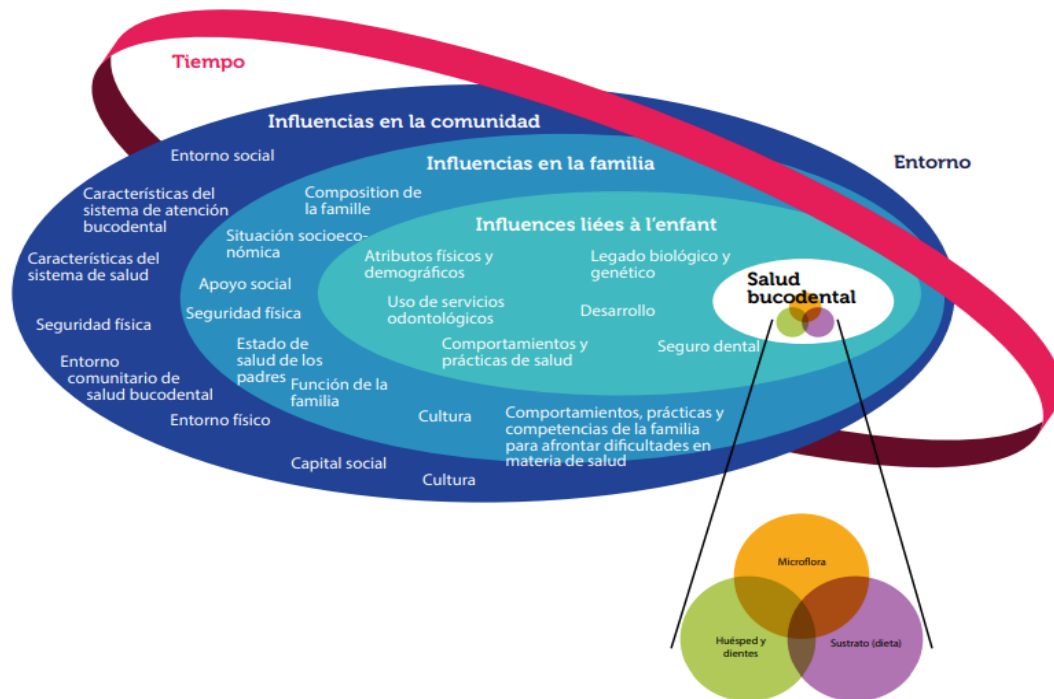 Tiempo
Influencias en la comunidad
Entorno social
Características del
sistema de atención
bucodental
Características del
sistema de salud
Seguridad física
Entorno
comunitario de
salud bucodental
Entorno físico
Capital social
Cultura
Influencias en la familia
Composition de
la famille
Situación socioeco-
nómica
Apoyo social
Seguridad física
Estado de
salud de los
padres
Función de la
familia
Cultura
Comportamientos, prácticas y
competencias de la familia
para afrontar dificultades en
materia de salud
Influences liées à l'enfant
Atributos físicos y
demográficos
Legado biológico y
genético
Uso de servicios
odontológicos
Desarrollo
Comportamientos y
prácticas de salud
Seguro dental
Salud
bucodental
Entorno
Microflora
Huésped y
dientes
Sustrato (dieta)